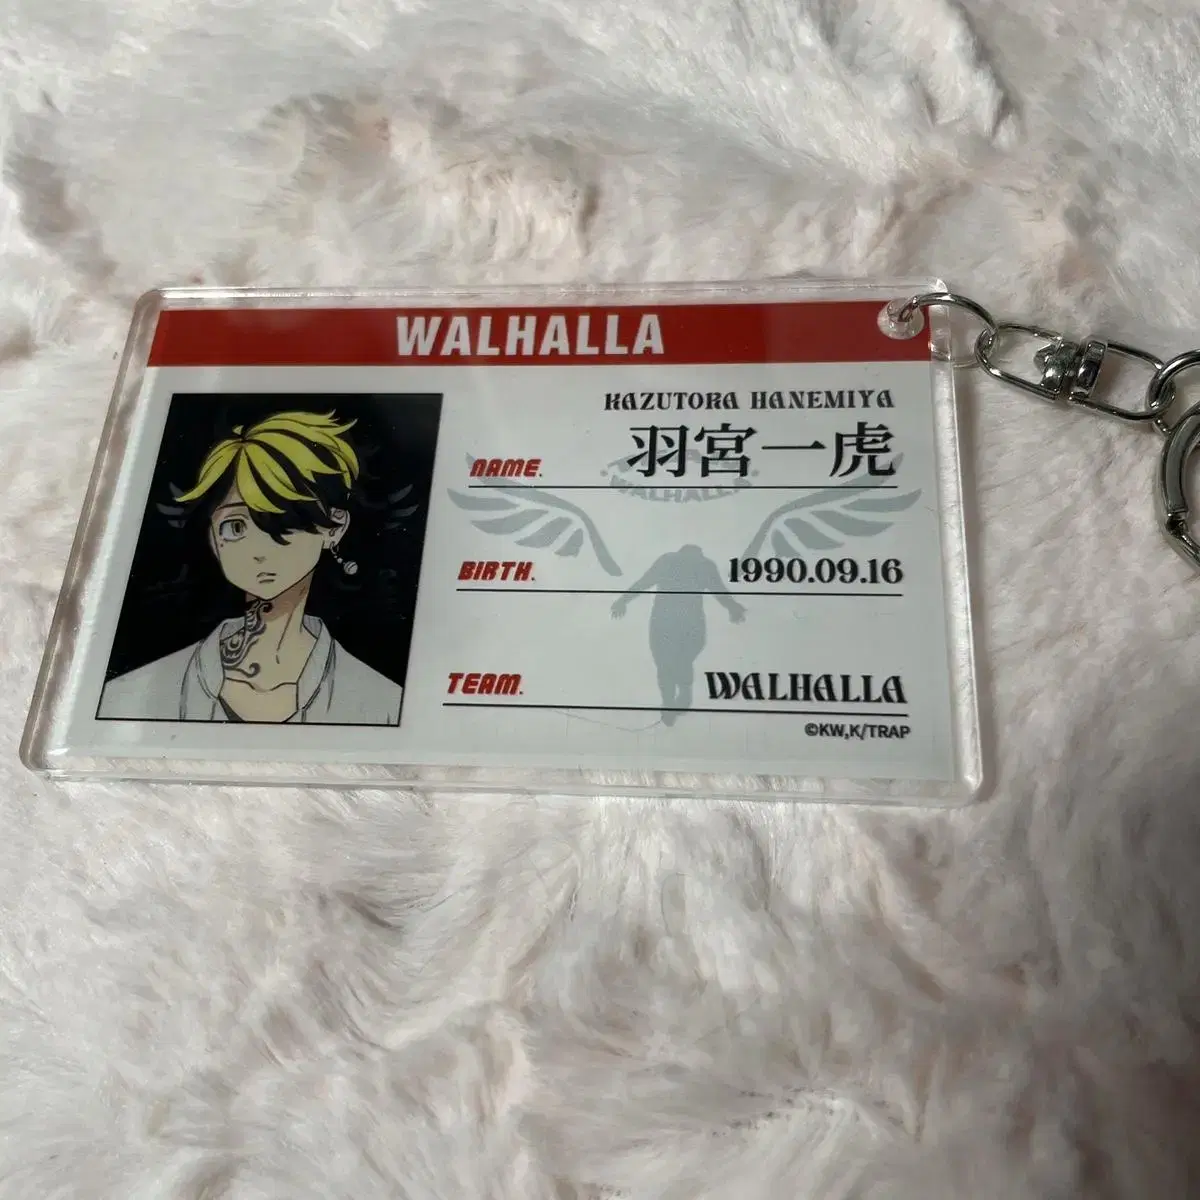 WALHALLA
KAZUTORA HANEMIYA
NAME. 羽宮一虎
WALHALLA
BIRTH. 1990.09.16
TEAM. WALHALLA
©KW,K/TRAP